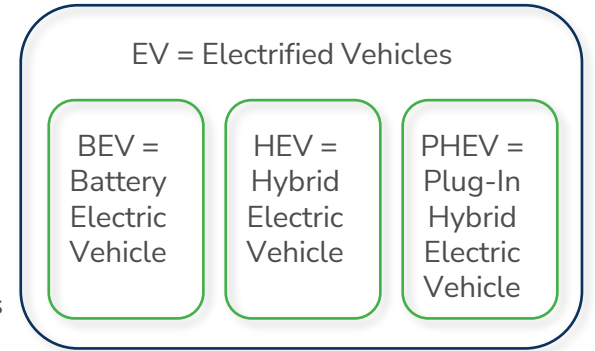 EV = Electrified Vehicles
BEV =
Battery
Electric
Vehicle
HEV =
Hybrid
Electric
Vehicle
PHEV =
Plug-In
Hybrid
Electric
Vehicle
s